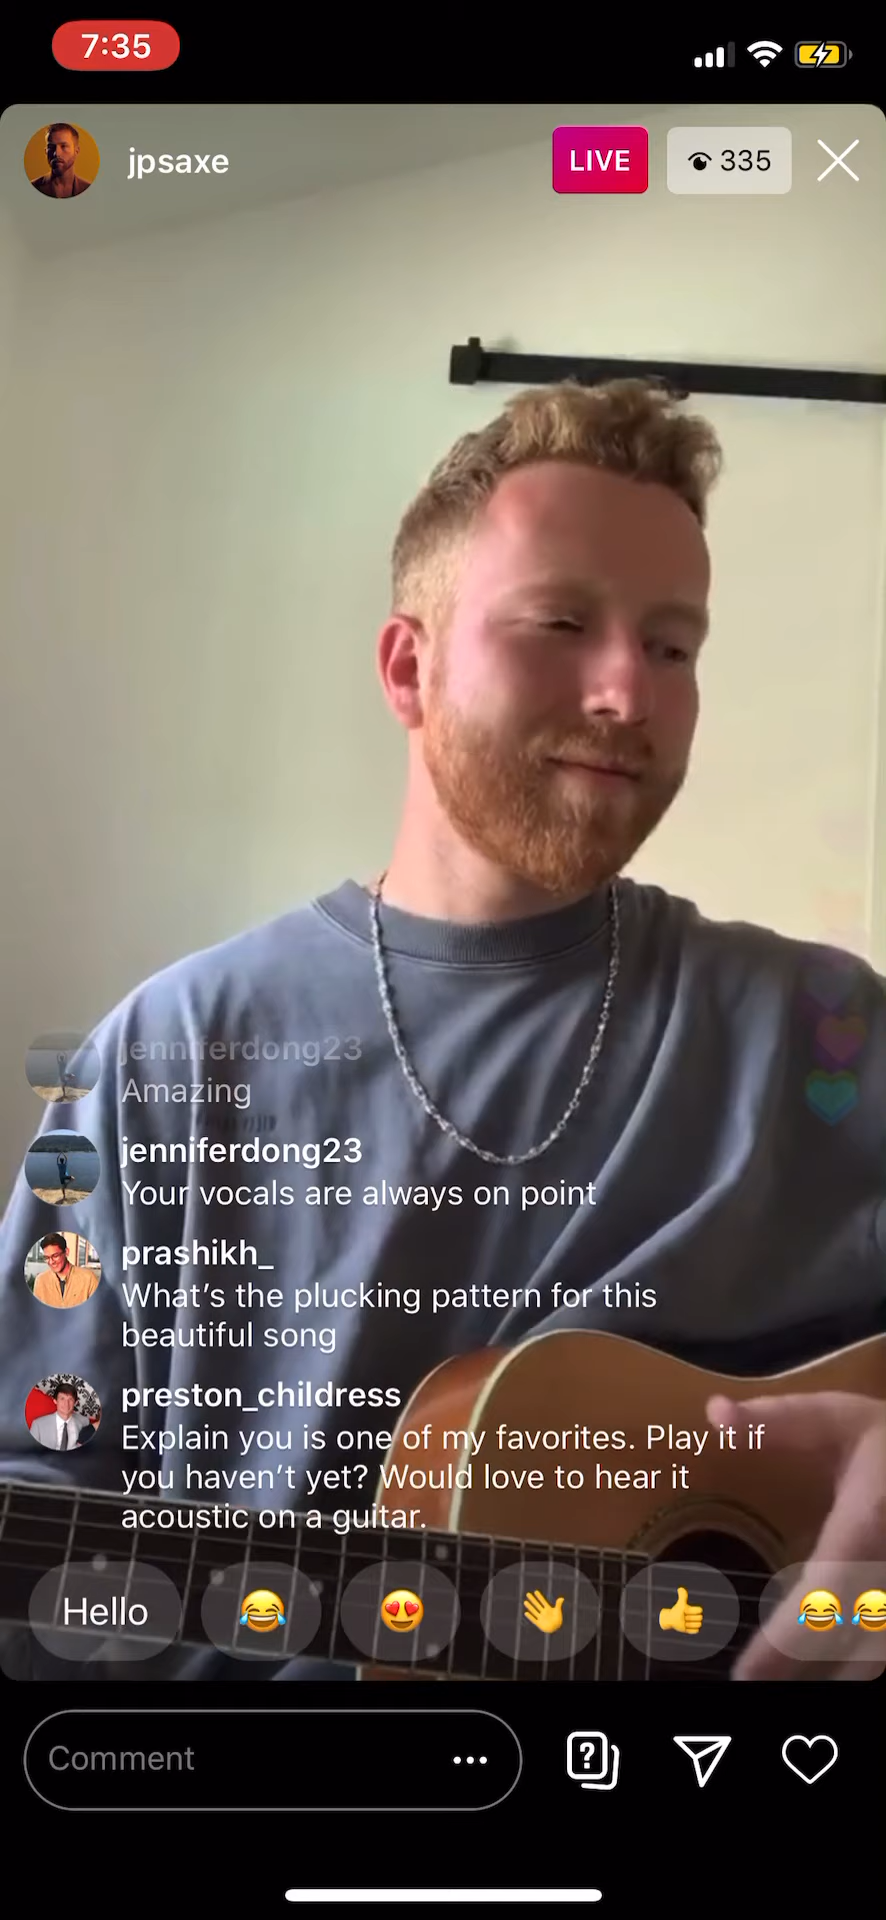 7:35
jpsaxe
LIVE
335
jenniferdong23
Amazing
jenniferdong23
Your vocals are always on point
prashikh_
What’s the plucking pattern for this
beautiful song
preston_childress
Explain you is one of my favorites. Play it if
you haven’t yet? Would love to hear it
acoustic on a guitar.
Hello
Comment